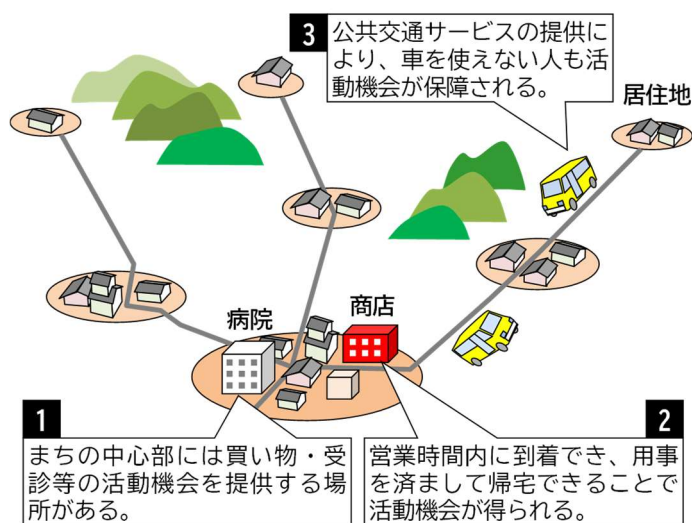 3
公共交通サービスの提供に
より、車を使えない人も活
動機会が保障される。
居住地
病院
商店
1
まちの中心部には買い物・受
診等の活動機会を提供する場
所がある。
2
営業時間内に到着でき、用事
を済まして帰宅できることで
活動機会が得られる。